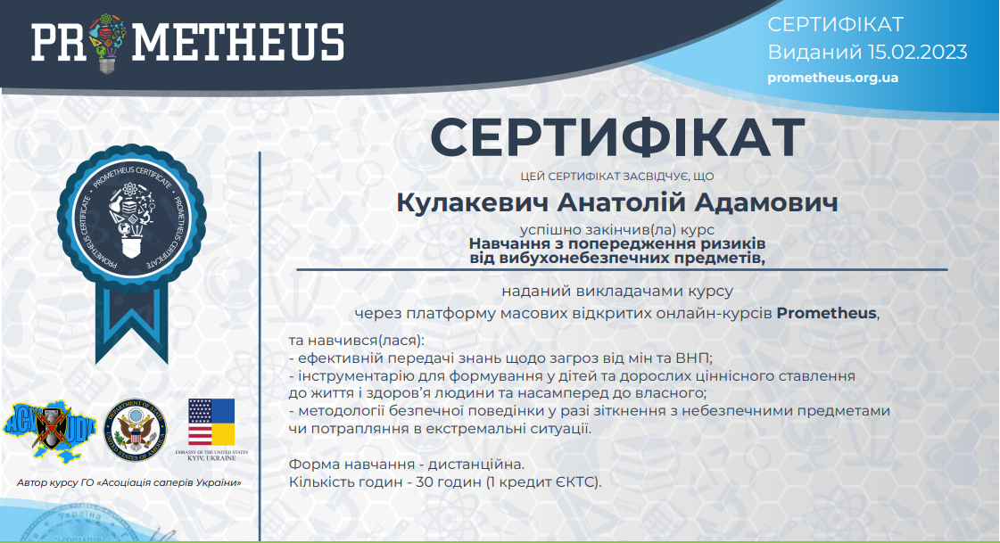 PROMETHEUS
СЕРТИФІКАТ
Виданий 15.02.2023
prometheus.org.ua
СЕРТИФІКАТ
ЦЕЙ СЕРТИФІКАТ ЗАСВІДЧУЄ, ЩО
Кулакевич Анатолій Адамович
успішно закінчив(ла) курс
Навчання з попередження ризиків
від вибухонебезпечних предметів,
наданий викладачами курсу
через платформу масових відкритих онлайн-курсів Prometheus,
та навчився(лася):
- ефективній передачі знань щодо загроз від мін та ВНП;
- інструментарію для формування у дітей та дорослих ціннісного ставлення
до життя і здоров’я людини та насамперед до власного;
- методології безпечної поведінки у разі зіткнення з небезпечними предметами
чи потрапляння в екстремальні ситуації.
Форма навчання - дистанційна.
Кількість годин - 30 годин (1 кредит ЄКТС).
PROMETHEUS CERTIFICATE • PROMETHEUS CERTIFICATE • PROMETHEUS CERTIFICATE
DEPARTMENT OF STATE
UNITED STATES OF AMERICA
EMBASSY OF THE UNITED STATES
KYIV, UKRAINE
Автор курсу ГО «Асоціація саперів України»
Україна